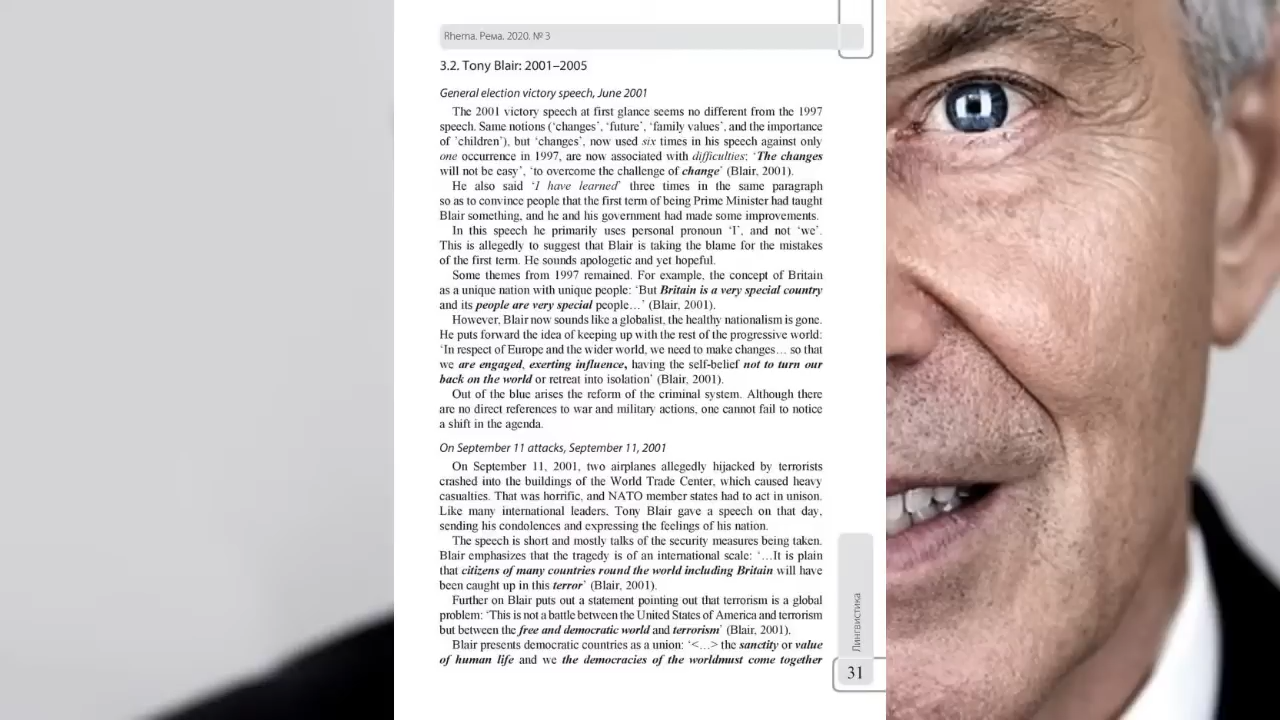 Rhema. Рема. 2020. № 3
3.2. Tony Blair: 2001–2005
General election victory speech, June 2001
The 2001 victory speech at first glance seems no different from the 1997
speech. Same notions (‘changes’, ‘future’, ‘family values’, and the importance
of ’children’), but ‘changes’, now used six times in his speech against only
one occurrence in 1997, are now associated with difficulties: ‘The changes
will not be easy’, ‘to overcome the challenge of change’ (Blair, 2001).
He also said ‘I have learned’ three times in the same paragraph
so as to convince people that the first term of being Prime Minister had taught
Blair something, and he and his government had made some improvements.
In this speech he primarily uses personal pronoun ‘I’, and not ‘we’.
This is allegedly to suggest that Blair is taking the blame for the mistakes
of the first term. He sounds apologetic and yet hopeful.
Some themes from 1997 remained. For example, the concept of Britain
as a unique nation with unique people: ‘But Britain is a very special country
and its people are very special people…’ (Blair, 2001).
However, Blair now sounds like a globalist, the healthy nationalism is gone.
He puts forward the idea of keeping up with the rest of the progressive world:
‘In respect of Europe and the wider world, we need to make changes… so that
we are engaged, exerting influence, having the self-belief not to turn our
back on the world or retreat into isolation’ (Blair, 2001).
Out of the blue arises the reform of the criminal system. Although there
are no direct references to war and military actions, one cannot fail to notice
a shift in the agenda.
On September 11 attacks, September 11, 2001
On September 11, 2001, two airplanes allegedly hijacked by terrorists
crashed into the buildings of the World Trade Center, which caused heavy
casualties. That was horrific, and NATO member states had to act in unison.
Like many international leaders, Tony Blair gave a speech on that day,
sending his condolences and expressing the feelings of his nation.
The speech is short and mostly talks of the security measures being taken.
Blair emphasizes that the tragedy is of an international scale: ‘…It is plain
that citizens of many countries round the world including Britain will have
been caught up in this terror’ (Blair, 2001).
Further on Blair puts out a statement pointing out that terrorism is a global
problem: ‘This is not a battle between the United States of America and terrorism
but between the free and democratic world and terrorism’ (Blair, 2001).
Blair presents democratic countries as a union: ‘<…> the sanctity or value
of human life and we the democracies of the worldmust come together
Лингвистика
31